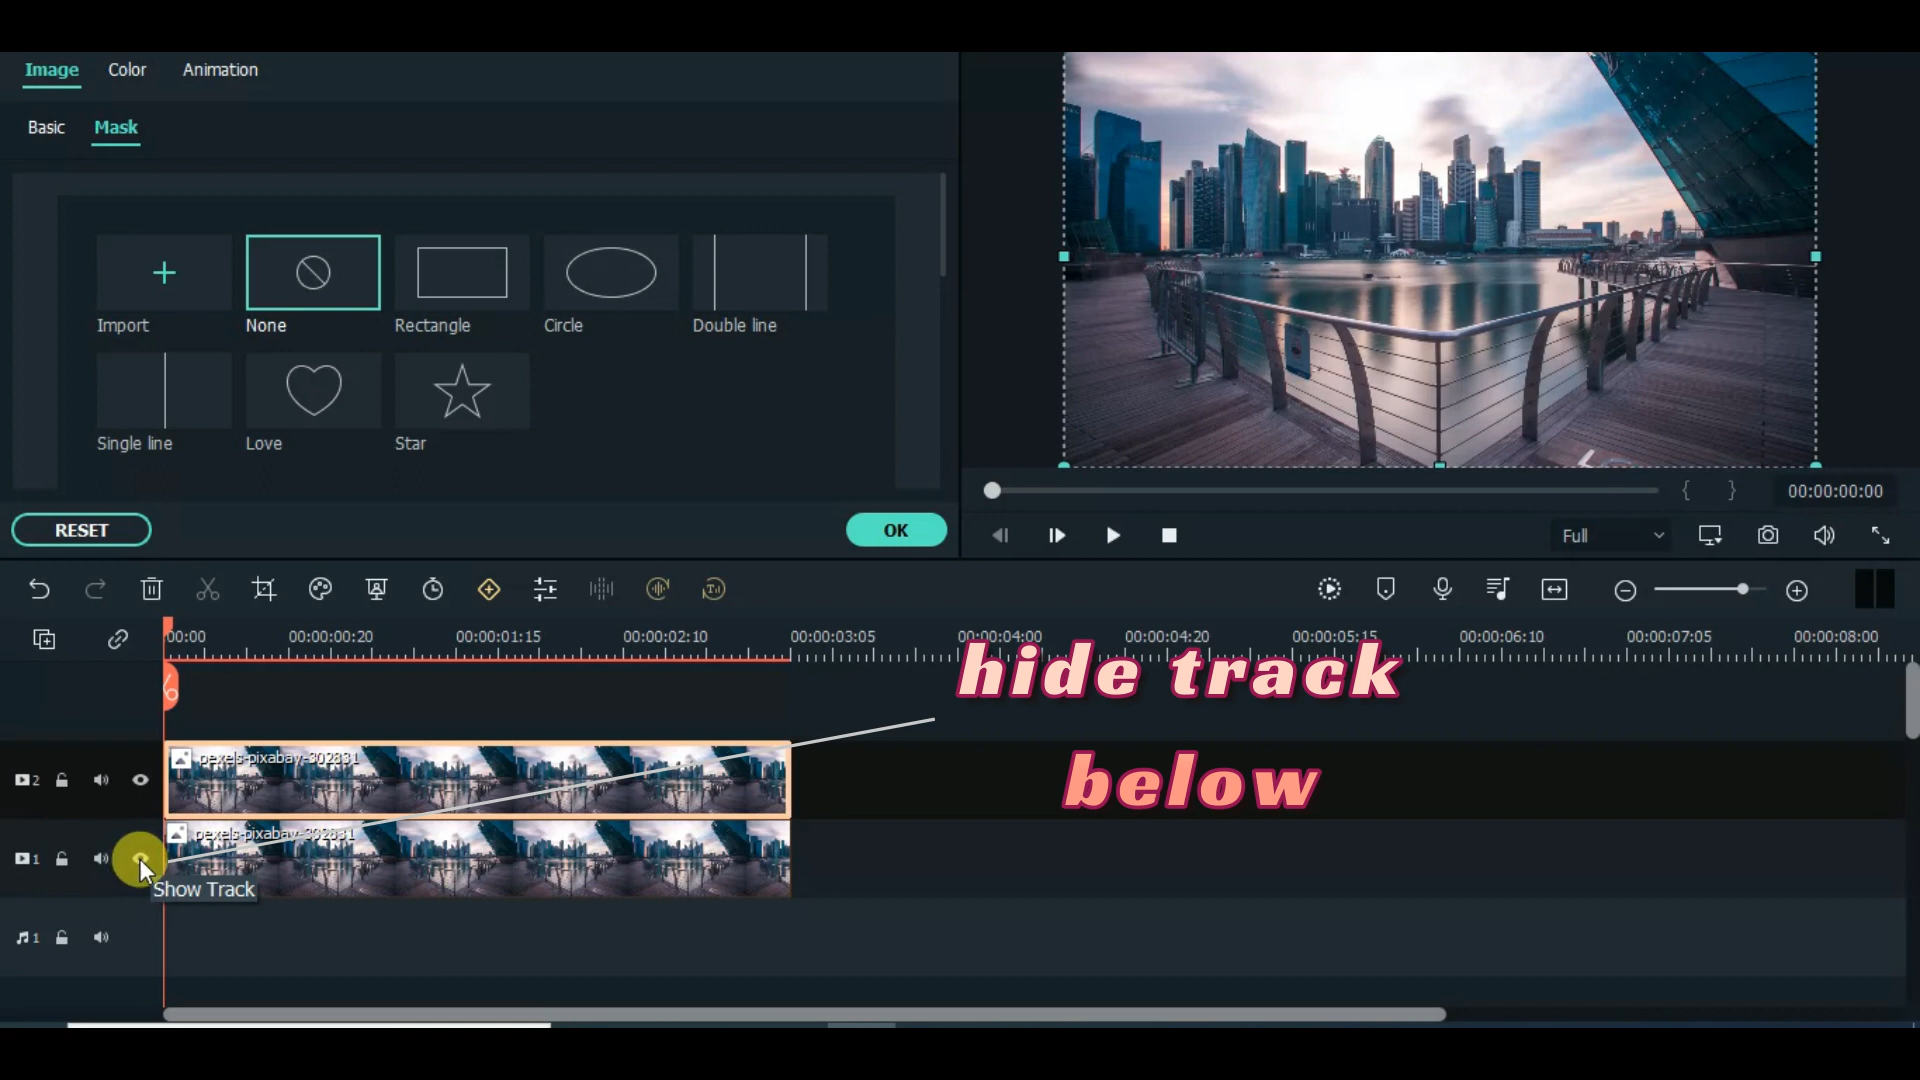 Image Color Animation
Basic Mask
Import None Rectangle Circle Double line
Single line Love Star
RESET OK
00:00:00:00
Full
00:00 00:00:00:20 00:00:01:15 00:00:02:10 00:00:03:05 00:00:04:00 00:00:04:20 00:00:05:15 00:00:06:10 00:00:07:05 00:00:08:00
hide track
below
2 pexels-pixabay-302831
1 pexels-pixabay-302831
Show Track
1